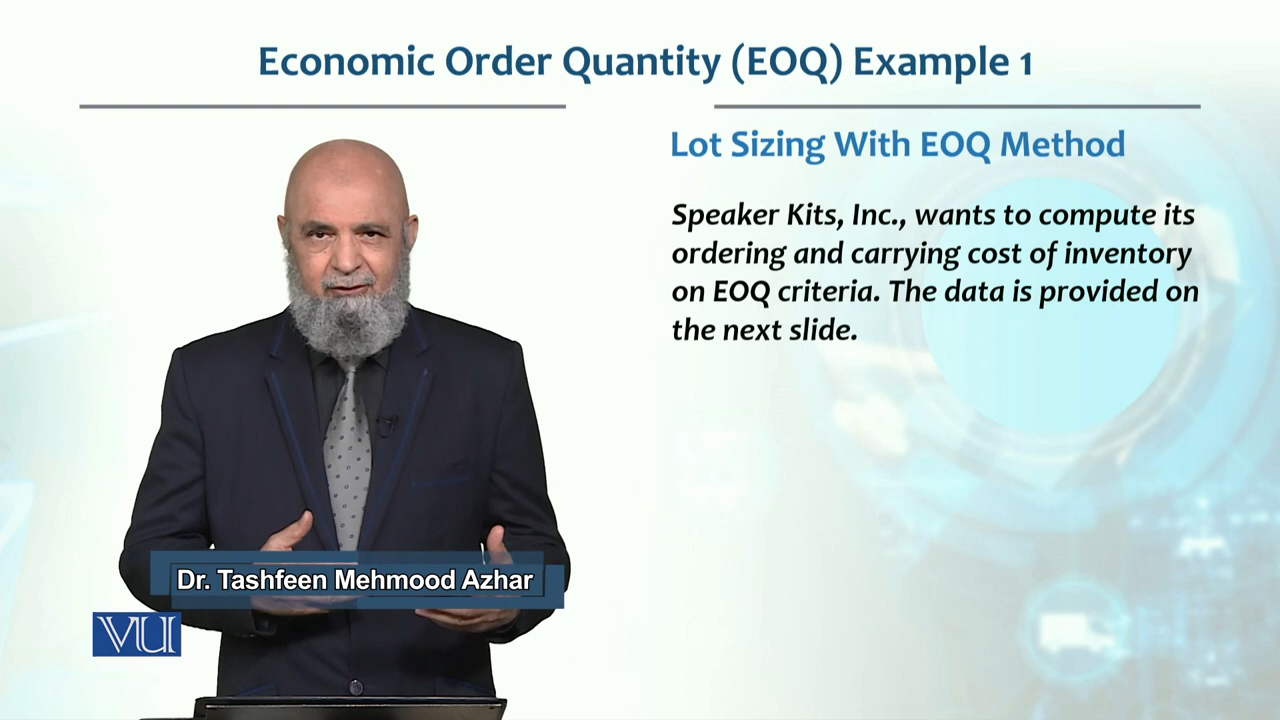 Economic Order Quantity (EOQ) Example 1
Lot Sizing With EOQ Method
Speaker Kits, Inc., wants to compute its
ordering and carrying cost of inventory
on EOQ criteria. The data is provided on
the next slide.
Dr. Tashfeen Mehmood Azhar
VU